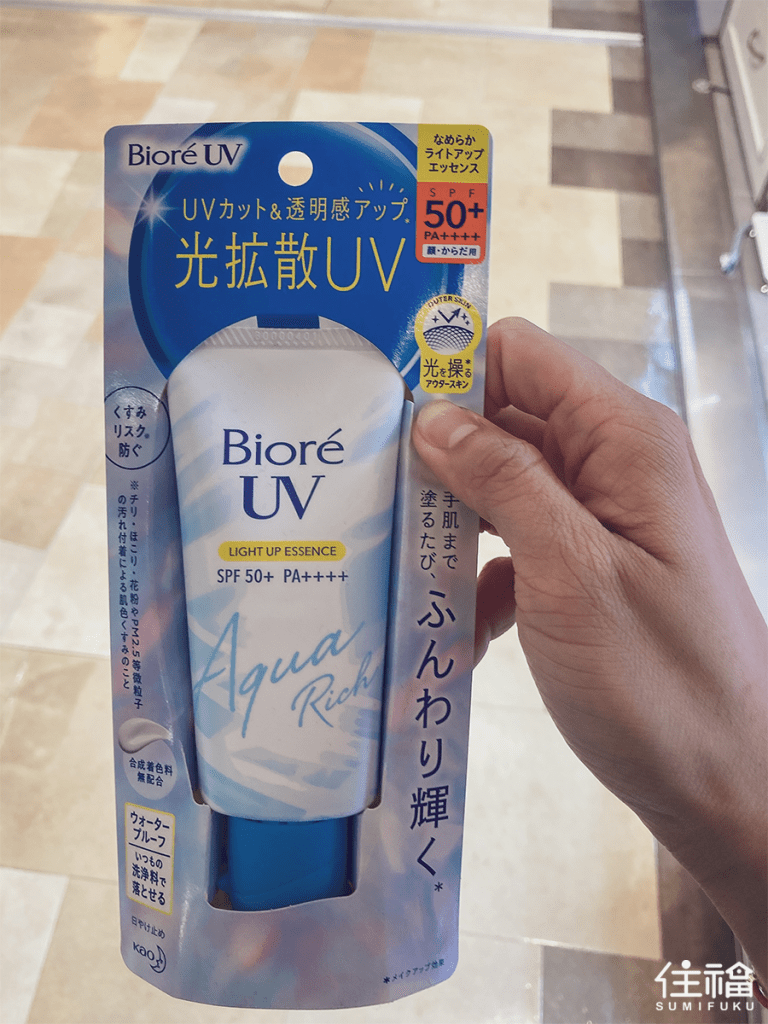 Bioré UV
なめらか
ライトアップ
エッセンス
SPF
50+
PA++++
顔・からだ用
UVカット&透明感アップ*
光拡散UV
OUTER SKIN
光を操る*
アウタースキン
くすみ
リスク※
防ぐ
※チリ・ほこり・花粉やPM2.5等微粒子
の汚れ付着による肌色くすみのこと
Bioré
UV
LIGHT UP ESSENCE
SPF 50+ PA++++
Aqua
Rich
手肌まで
塗るたび、ふんわり輝く*
合成着色料
無配合
ウォーター
プルーフ
いつもの
洗浄料で
落とせる
日やけ止め
Kao
*メイクアップ効果
住福
SUMIFUKU